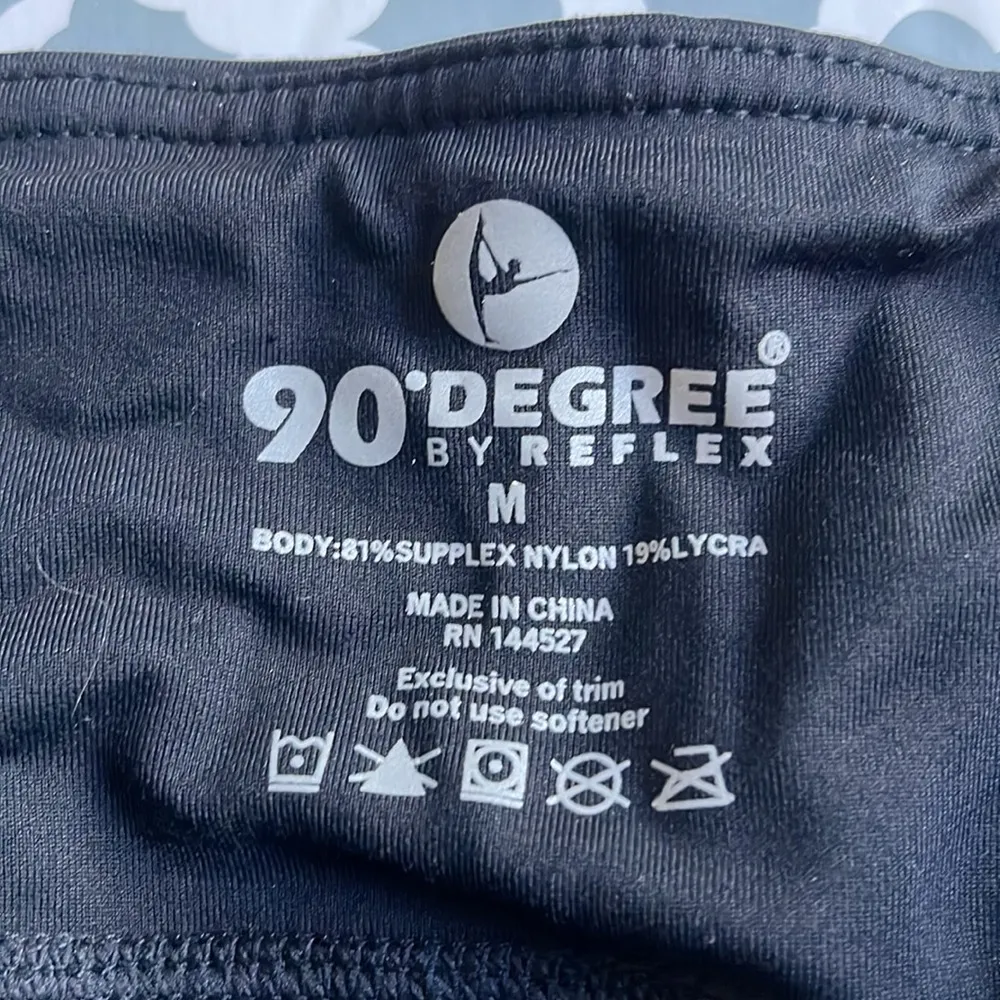 90°DEGREE®
BY REFLEX
M
BODY:81%SUPPLEX NYLON 19%LYCRA
MADE IN CHINA
RN 144527
Exclusive of trim
Do not use softener